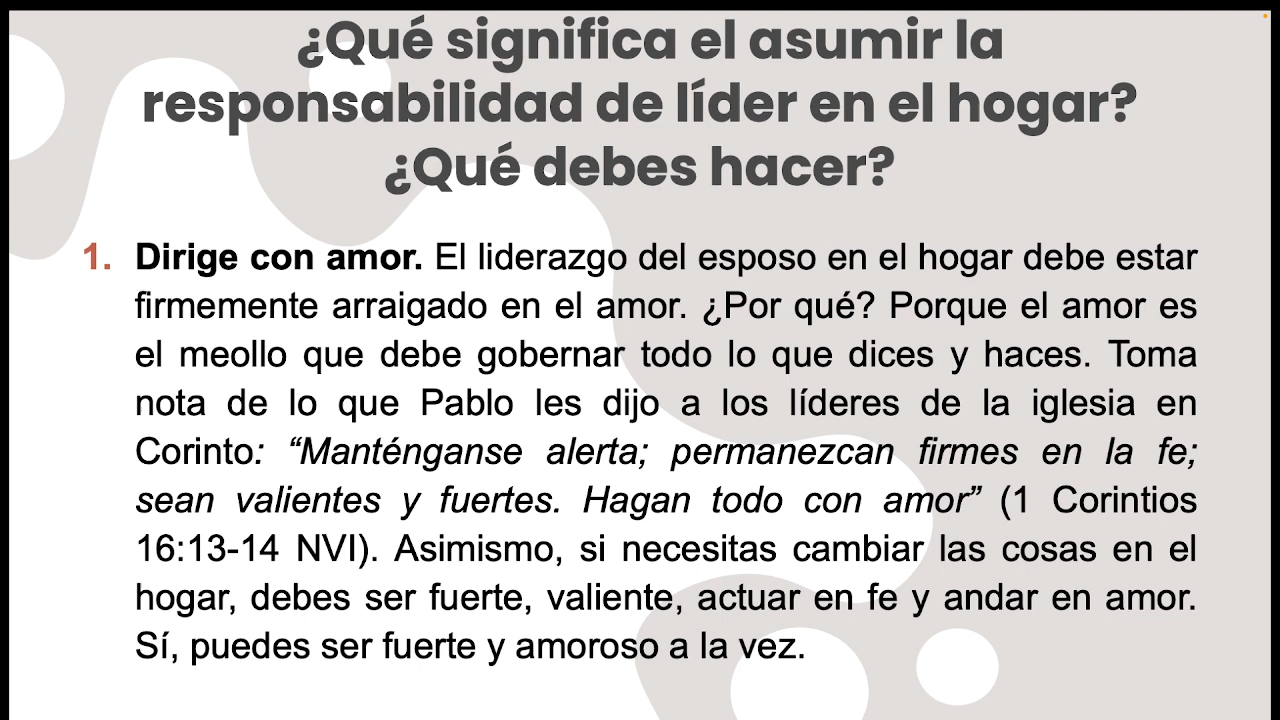 ¿Qué significa el asumir la
responsabilidad de líder en el hogar?
¿Qué debes hacer?
1. Dirige con amor. El liderazgo del esposo en el hogar debe estar
firmemente arraigado en el amor. ¿Por qué? Porque el amor es
el meollo que debe gobernar todo lo que dices y haces. Toma
nota de lo que Pablo les dijo a los líderes de la iglesia en
Corinto: “Manténganse alerta; permanezcan firmes en la fe;
sean valientes y fuertes. Hagan todo con amor” (1 Corintios
16:13-14 NVI). Asimismo, si necesitas cambiar las cosas en el
hogar, debes ser fuerte, valiente, actuar en fe y andar en amor.
Sí, puedes ser fuerte y amoroso a la vez.